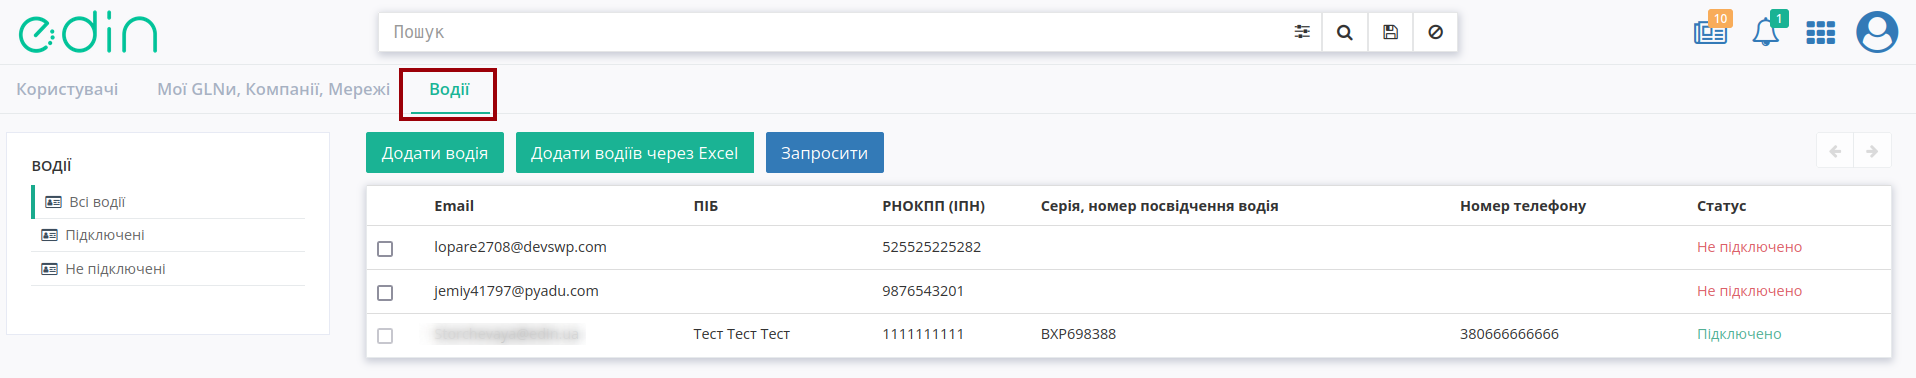 edin
Пошук
10
1
Користувачі Мої GLNи, Компанії, Мережі Водії
ВОДІЇ
Всі водії
Підключені
Не підключені
Додати водія Додати водіїв через Excel Запросити
Email ПІБ РНОКПП (ІПН) Серія, номер посвідчення водія Номер телефону Статус
lopare2708@devswp.com 525525225282 Не підключено
jemiy41797@pyadu.com 9876543201 Не підключено
Тест Тест Тест 1111111111 ВХР698388 380666666666 Підключено